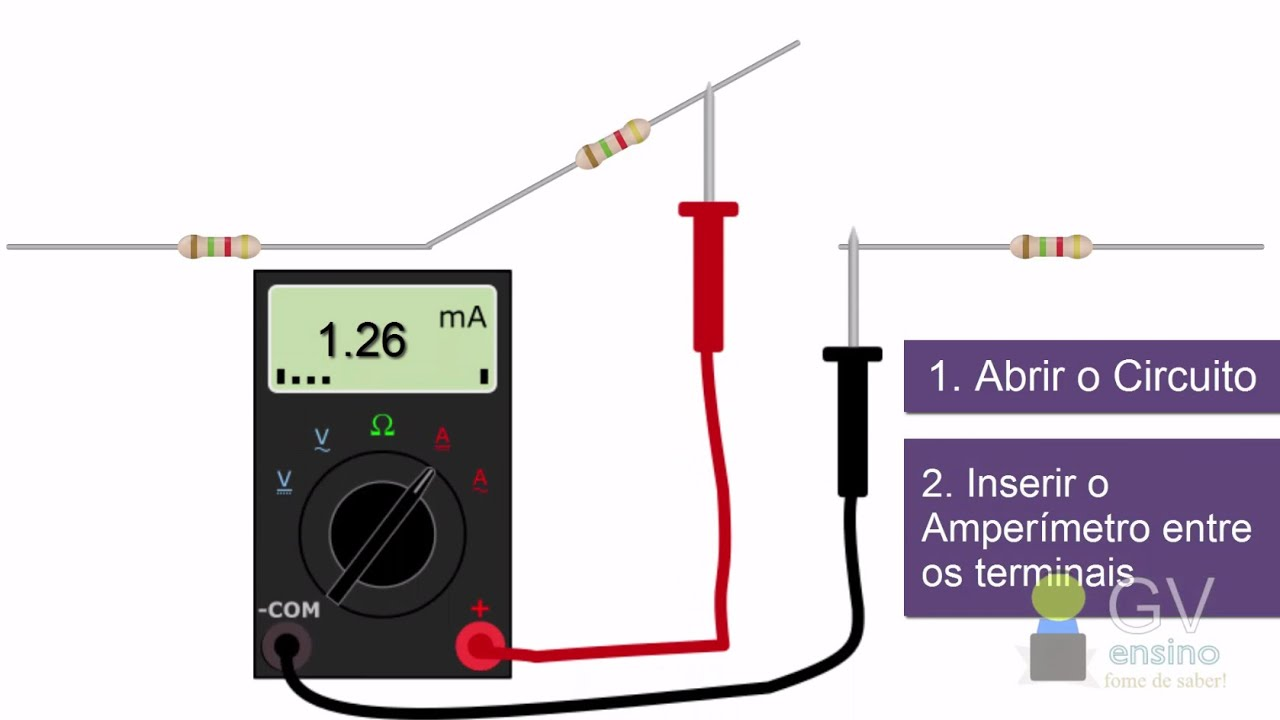 1.26 mA
V
V
Ω
A
A
-COM
+
1. Abrir o Circuito
2. Inserir o
Amperímetro entre
os terminais
GV
ensino
fome de saber!